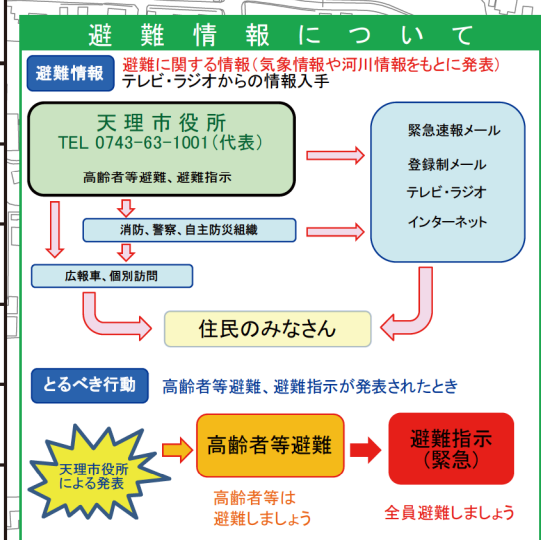 避難情報について
避難情報
避難に関する情報(気象情報や河川情報をもとに発表)
テレビ・ラジオからの情報入手
天理市役所
TEL 0743-63-1001(代表)
高齢者等避難、避難指示
緊急速報メール
登録制メール
テレビ・ラジオ
インターネット
消防、警察、自主防災組織
広報車、個別訪問
住民のみなさん
とるべき行動
高齢者等避難、避難指示が発表されたとき
天理市役所
による発表
高齢者等避難
避難指示
(緊急)
高齢者等は
避難しましょう
全員避難しましょう